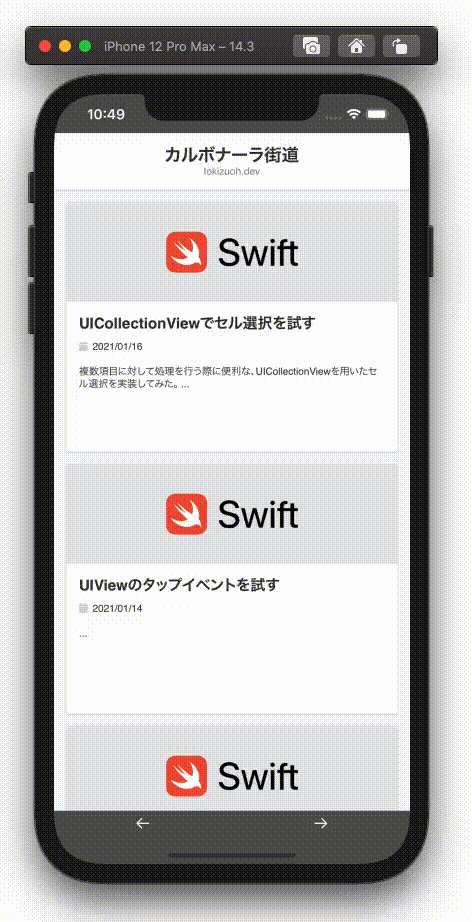 iPhone 12 Pro Max – 14.3
10:49
カルボナーラ街道
tokizuoh.dev
Swift
UICollectionViewでセル選択を試す
2021/01/16
複数項目に対して処理を行う際に便利な、UICollectionViewを用いたセ
ル選択を実装してみた。...
Swift
UIViewのタップイベントを試す
2021/01/14
...
Swift